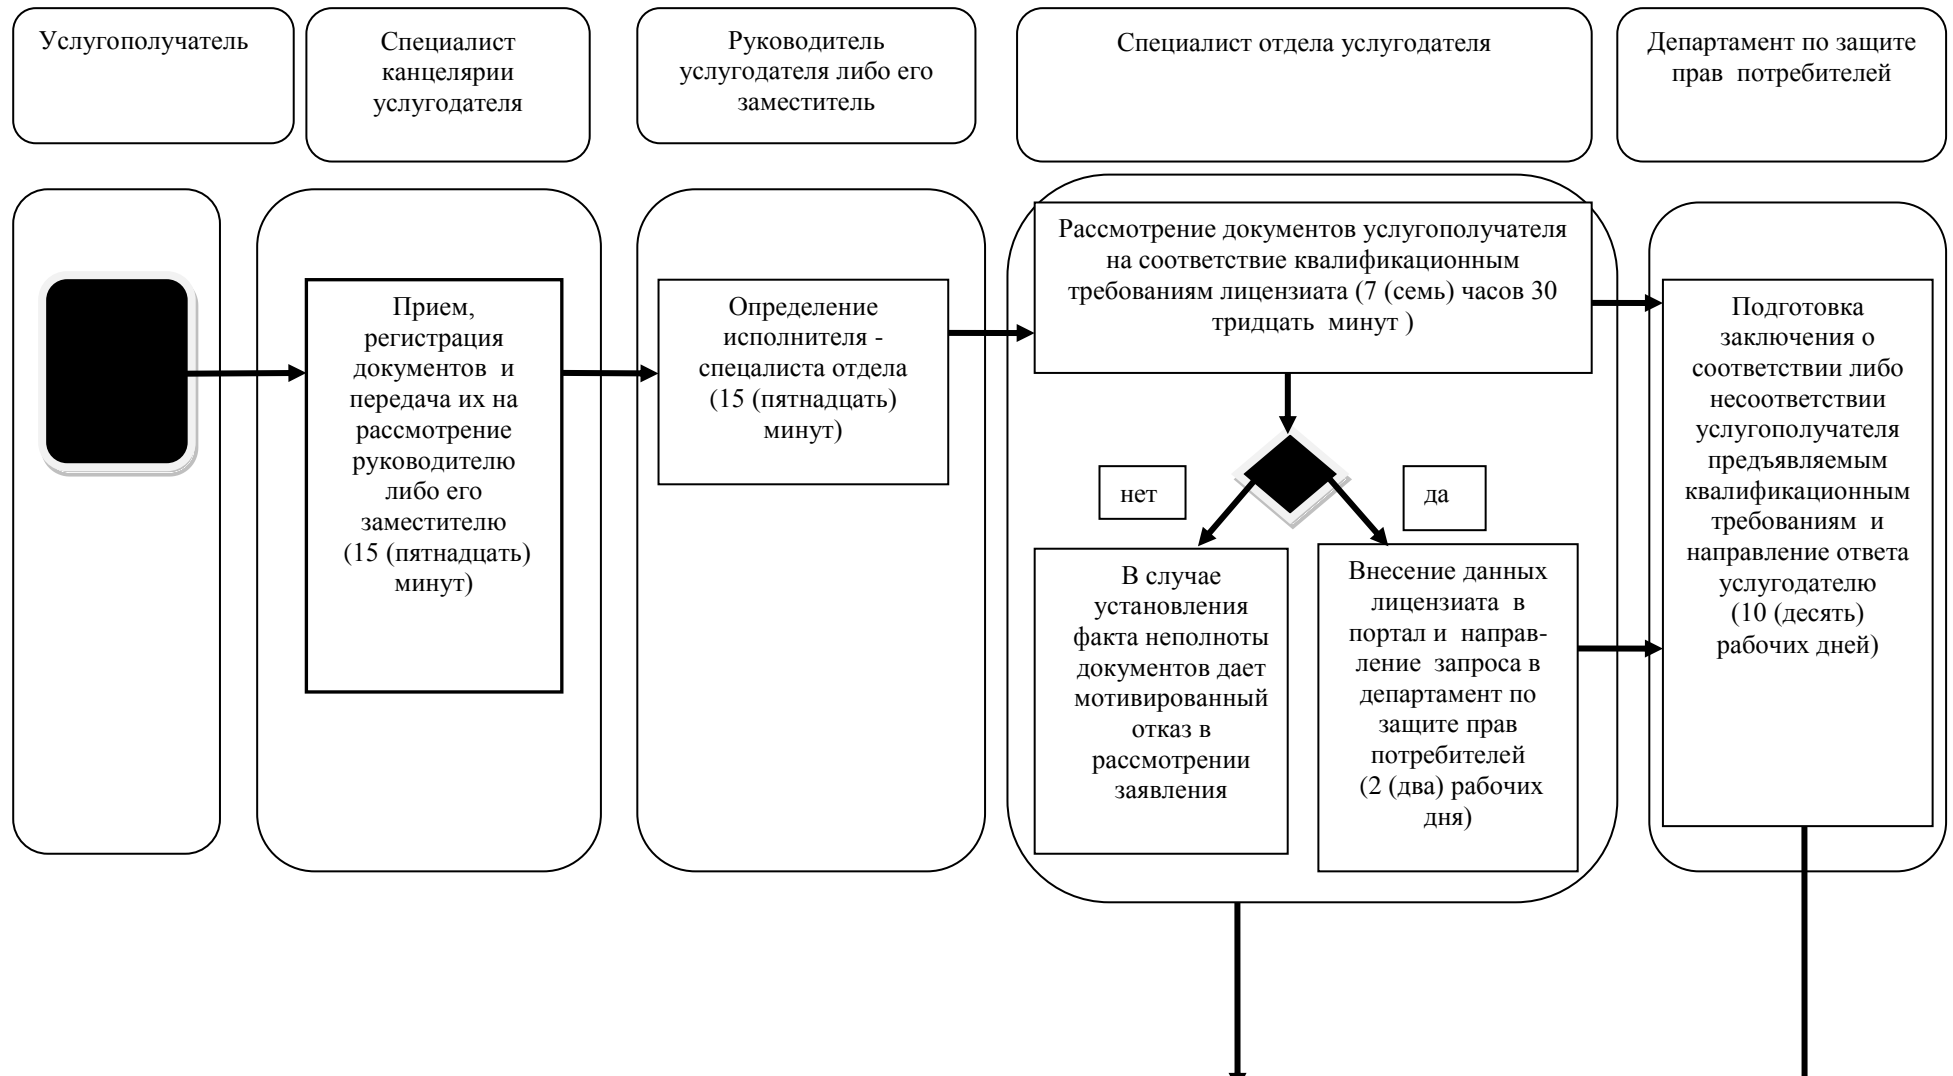 Услугополучатель
Специалист
канцелярии
услугодателя
Руководитель
услугодателя либо его
заместитель
Специалист отдела услугодателя
Департамент по защите
прав потребителей
Прием,
регистрация
документов и
передача их на
рассмотрение
руководителю
либо его
заместителю
(15 (пятнадцать)
минут)
Определение
исполнителя -
спецалиста отдела
(15 (пятнадцать)
минут)
Рассмотрение документов услугополучателя
на соответствие квалификационным
требованиям лицензиата (7 (семь) часов 30
тридцать минут )
нет
да
В случае
установления
факта неполноты
документов дает
мотивированный
отказ в
рассмотрении
заявления
Внесение данных
лицензиата в
портал и направ-
ление запроса в
департамент по
защите прав
потребителей
(2 (два) рабочих
дня)
Подготовка
заключения о
соответствии либо
несоответствии
услугополучателя
предъявляемым
квалификационным
требованиям и
направление ответа
услугодателю
(10 (десять)
рабочих дней)